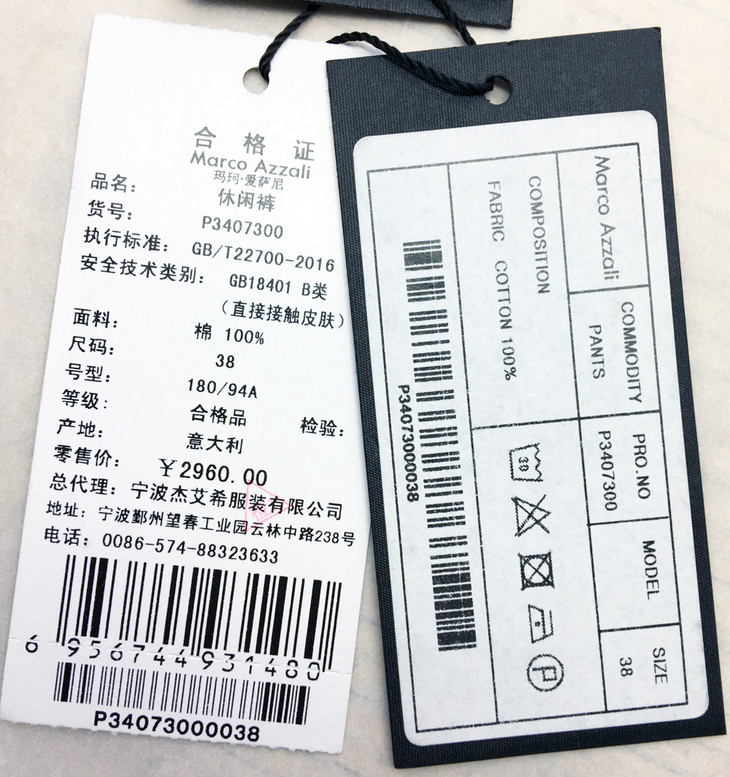 合格证
Marco Azzali
玛珂·爱萨尼
品名： 休闲裤
货号： P3407300
执行标准： GB/T22700-2016
安全技术类别： GB18401 B类
（直接接触皮肤）
面料： 棉 100%
尺码： 38
号型： 180/94A
等级： 合格品 检验：
产地： 意大利
零售价： ￥2960.00
总代理：宁波杰艾希服装有限公司
地址：宁波鄞州望春工业园云林中路238号
电话：0086-574-88323633
6 956744 931480
P34073000038
Marco Azzali
COMMODITY
PANTS
PRO.NO
P3407300
MODEL
SIZE
38
COMPOSITION
FABRIC COTTON 100%
30
P
P34073000038